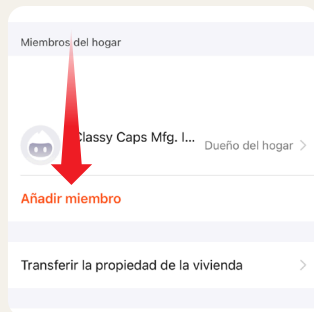 Miembros del hogar
Classy Caps Mfg. I... Dueño del hogar
Añadir miembro
Transferir la propiedad de la vivienda